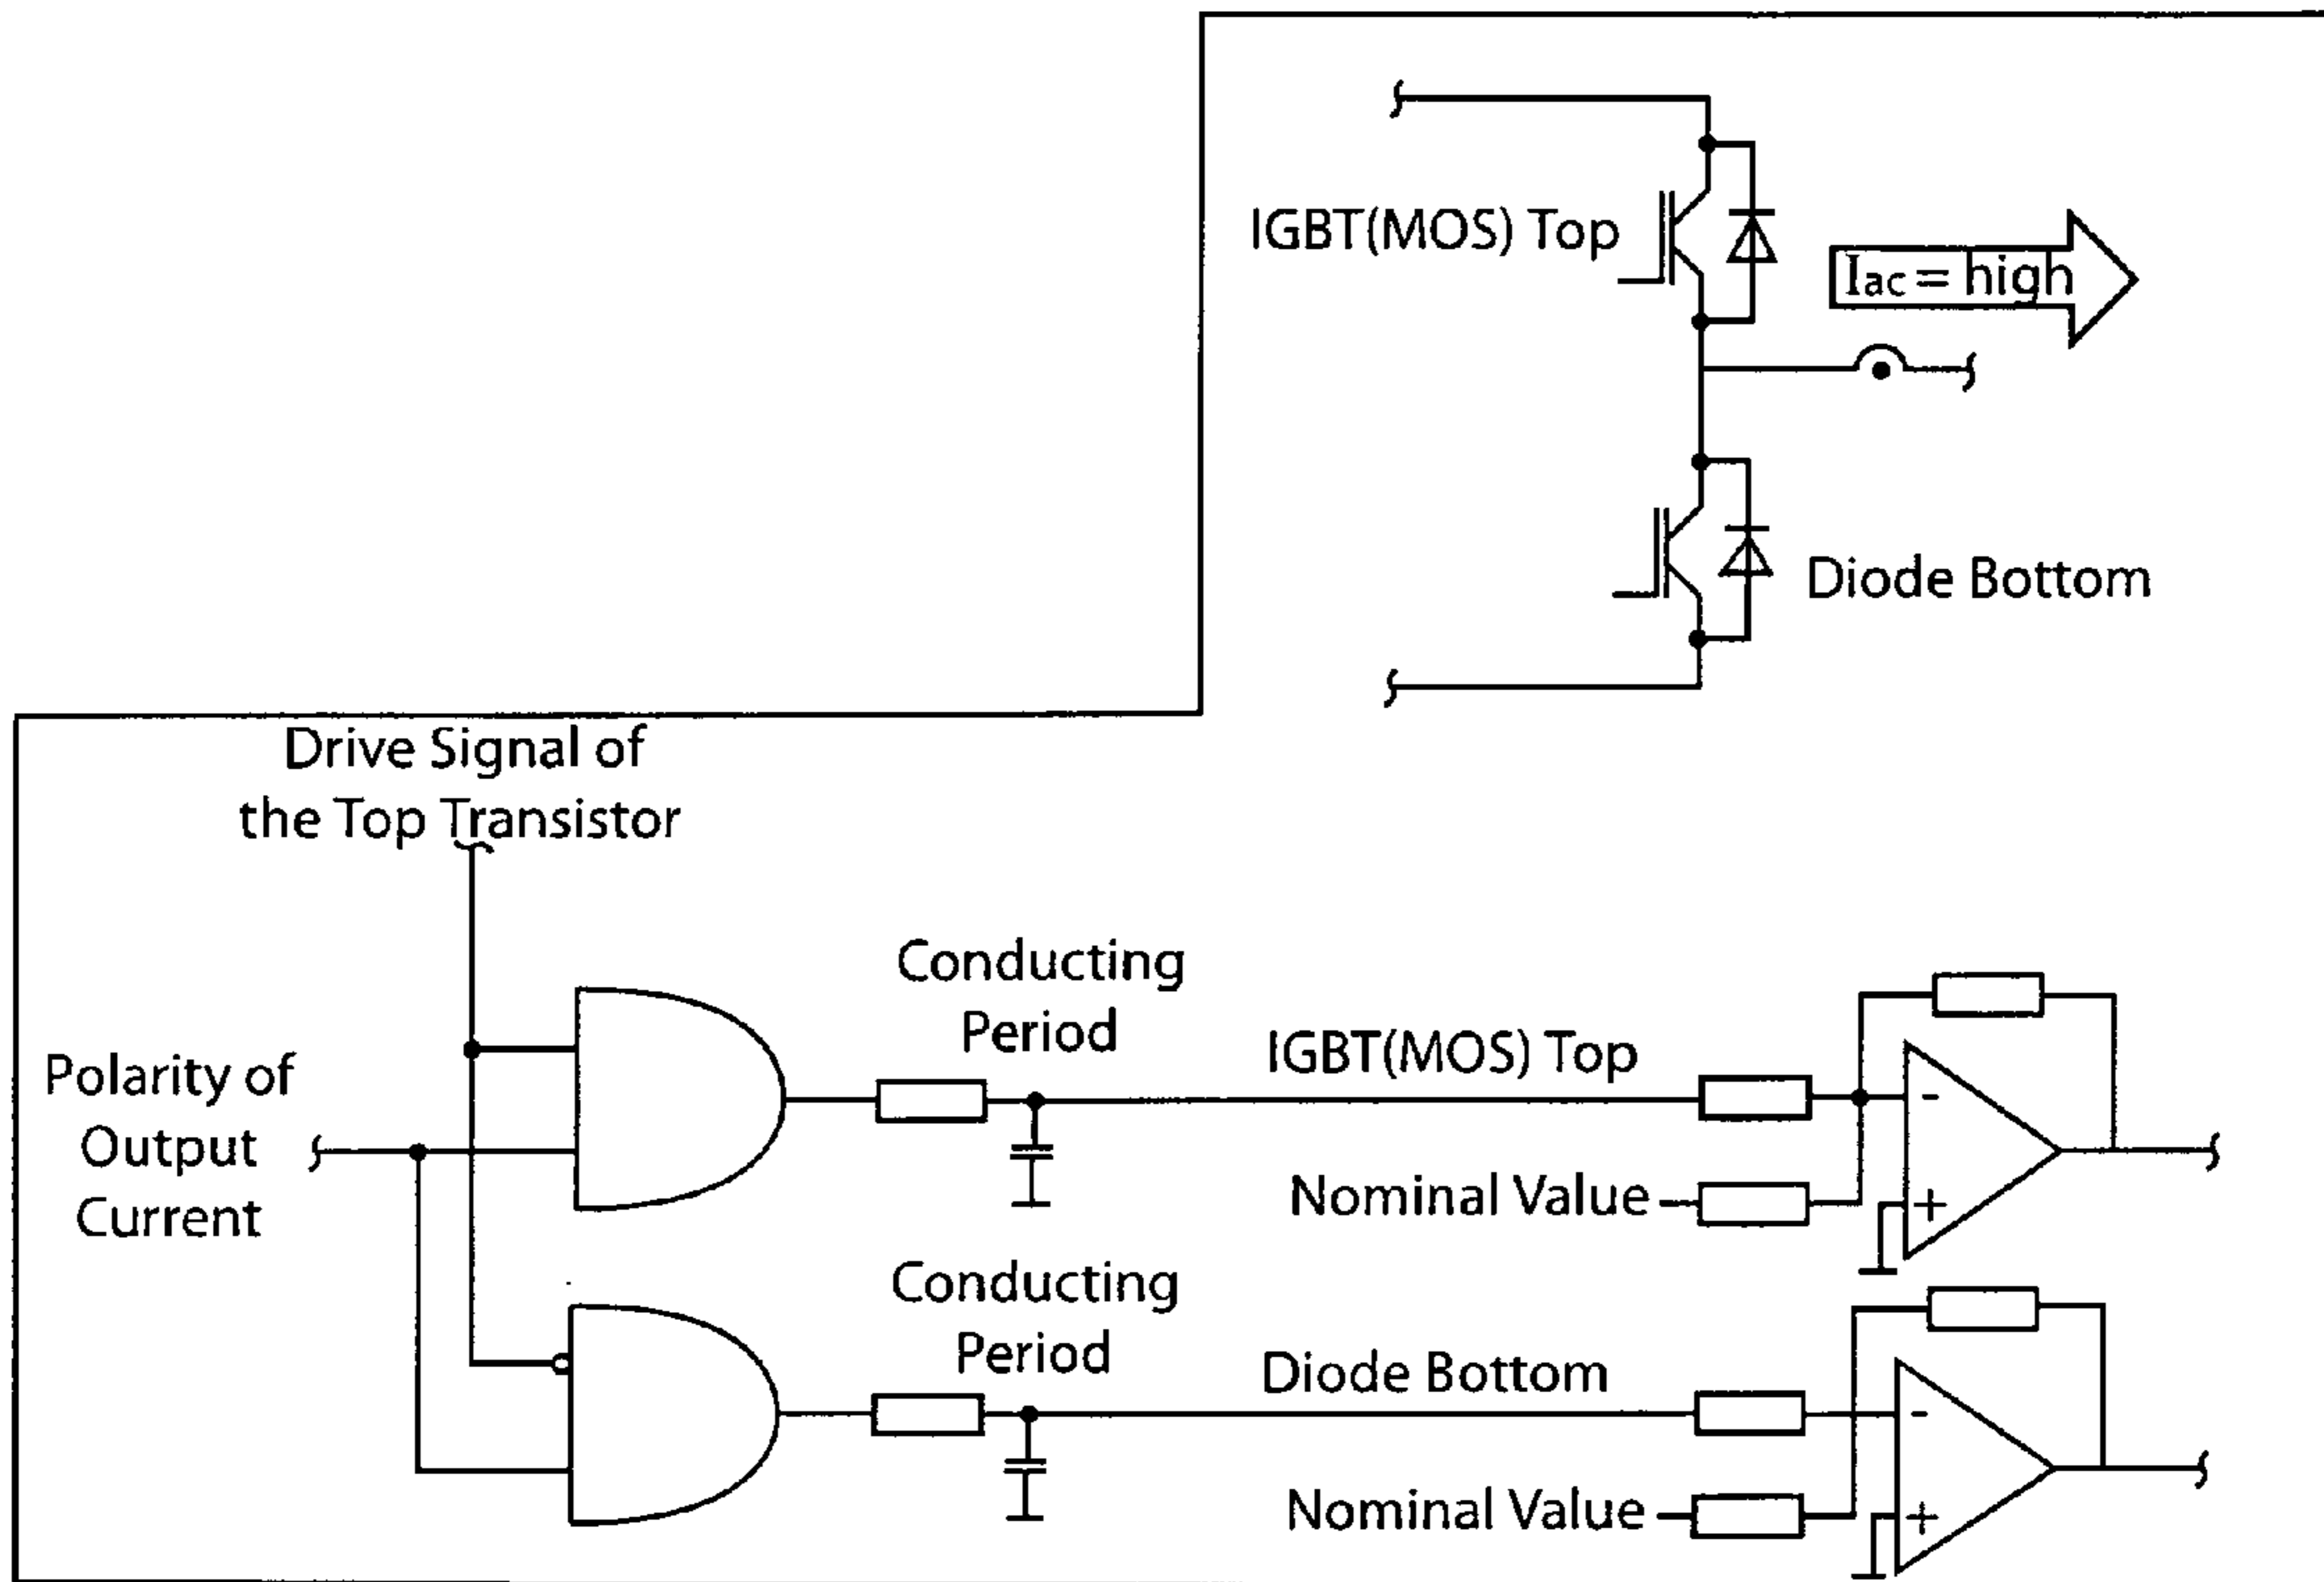 IGBT(MOS) Top
Iac = high
Diode Bottom
Drive Signal of
the Top Transistor
Conducting
Period
Polarity of
Output
Current
IGBT(MOS) Top
-
Nominal Value
+
Conducting
Period
Diode Bottom
-
Nominal Value
+